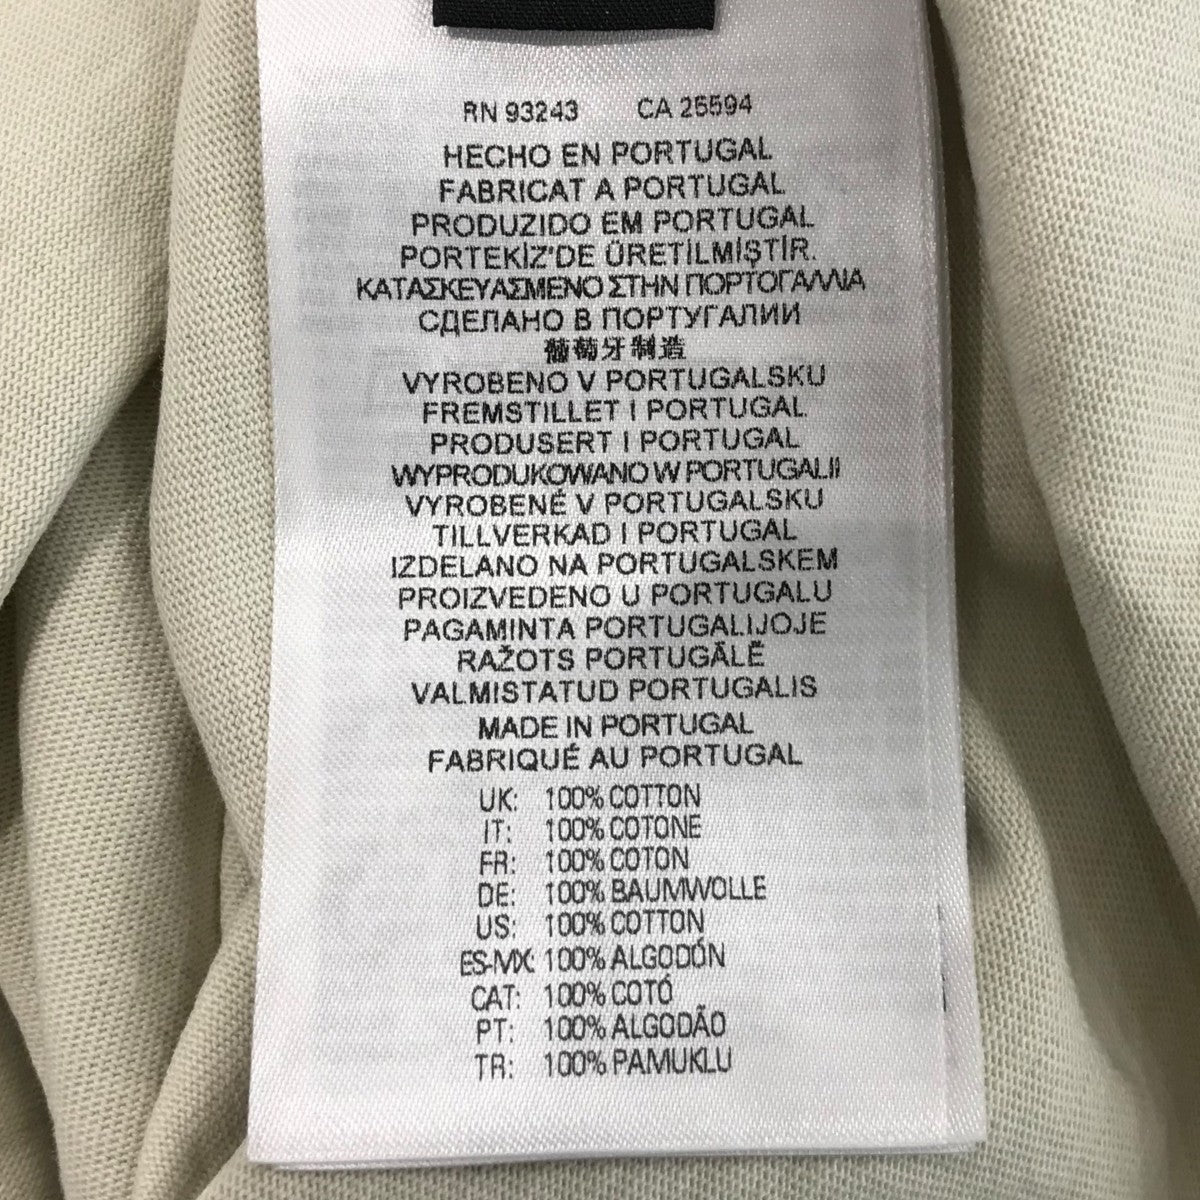 RN 93243 CA 25594
HECHO EN PORTUGAL
FABRICAT A PORTUGAL
PRODUZIDO EM PORTUGAL
PORTEKİZ'DE ÜRETİLMİŞTİR.
ΚΑΤΑΣΚΕΥΑΣΜΕΝΟ ΣΤΗΝ ΠΟΡΤΟΓΑΛΛΙΑ
СДЕЛАНО В ПОРТУГАЛИИ
葡萄牙制造
VYROBENO V PORTUGALSKU
FREMSTILLET I PORTUGAL
PRODUSERT I PORTUGAL
WYPRODUKOWANO W PORTUGALII
VYROBENÉ V PORTUGALSKU
TILLVERKAD I PORTUGAL
IZDELANO NA PORTUGALSKEM
PROIZVEDENO U PORTUGALU
PAGAMINTA PORTUGALIJOJE
RAŽOTS PORTUGĀLĒ
VALMISTATUD PORTUGALIS
MADE IN PORTUGAL
FABRIQUÉ AU PORTUGAL
UK: 100% COTTON
IT: 100% COTONE
FR: 100% COTON
DE: 100% BAUMWOLLE
US: 100% COTTON
ES-MX: 100% ALGODÓN
CAT: 100% COTÓ
PT: 100% ALGODÃO
TR: 100% PAMUKLU